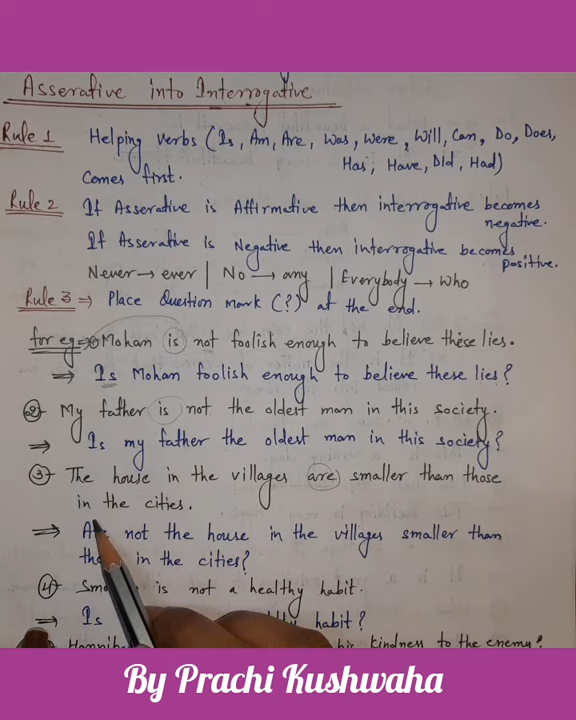 Asserative into Interrogative
Rule 1 Helping verbs (Is, Am, Are, Was, Were, Will, Can, Do, Does,
Has, Have, Did, Had)
Comes first.
Rule 2 If Asserative is Affirmative then interrogative becomes
negative.
If Asserative is Negative then interrogative becomes
positive.
Never → ever | No → any | Everybody → Who
Rule 3 ⇒ Place Question mark (?) at the end.
for eg ⇒ ① Mohan is not foolish enough to believe these lies.
⇒ Is Mohan foolish enough to believe these lies?
② My father is not the oldest man in this society.
⇒ Is my father the oldest man in this society?
③ The house in the villages are smaller than those
in the cities.
⇒ not the house in the villages smaller than
in the cities?
④ is not a healthy habit.
⇒ Is habit?
his kindness to the enemy?
By Prachi Kushwaha